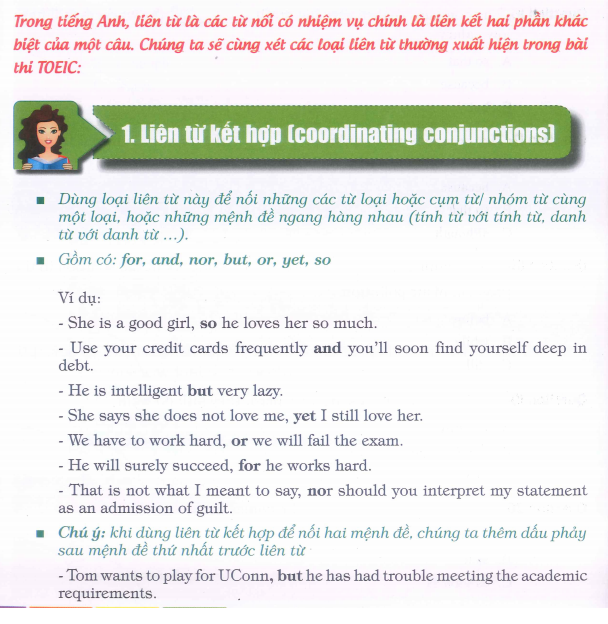 Trong tiếng Anh, liên từ là các từ nối có nhiệm vụ chính là liên kết hai phần khác
biệt của một câu. Chúng ta sẽ cùng xét các loại liên từ thường xuất hiện trong bài
thi TOEIC:
1. Liên từ kết hợp (coordinating conjunctions)
Dùng loại liên từ này để nối những các từ loại hoặc cụm từ/ nhóm từ cùng
một loại, hoặc những mệnh đề ngang hàng nhau (tính từ với tính từ, danh
từ với danh từ ...).
Gồm có: for, and, nor, but, or, yet, so
Ví dụ:
- She is a good girl, so he loves her so much.
- Use your credit cards frequently and you'll soon find yourself deep in
debt.
- He is intelligent but very lazy.
- She says she does not love me, yet I still love her.
- We have to work hard, or we will fail the exam.
- He will surely succeed, for he works hard.
- That is not what I meant to say, nor should you interpret my statement
as an admission of guilt.
Chú ý: khi dùng liên từ kết hợp để nối hai mệnh đề, chúng ta thêm dấu phảy
sau mệnh đề thứ nhất trước liên từ
- Tom wants to play for UConn, but he has had trouble meeting the academic
requirements.